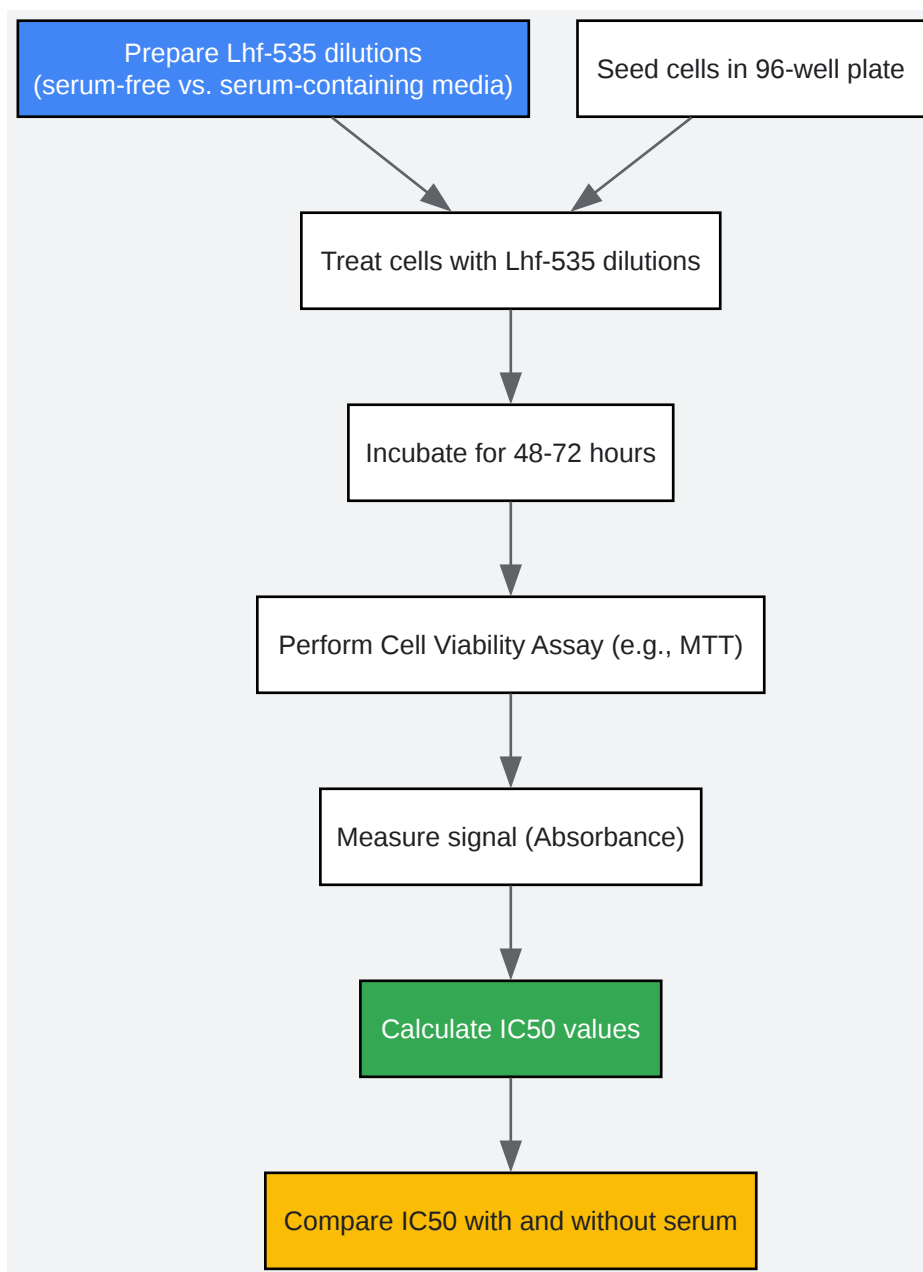 Prepare Lhf-535 dilutions
(serum-free vs. serum-containing media)
Seed cells in 96-well plate
Treat cells with Lhf-535 dilutions
Incubate for 48-72 hours
Perform Cell Viability Assay (e.g., MTT)
Measure signal (Absorbance)
Calculate IC50 values
Compare IC50 with and without serum